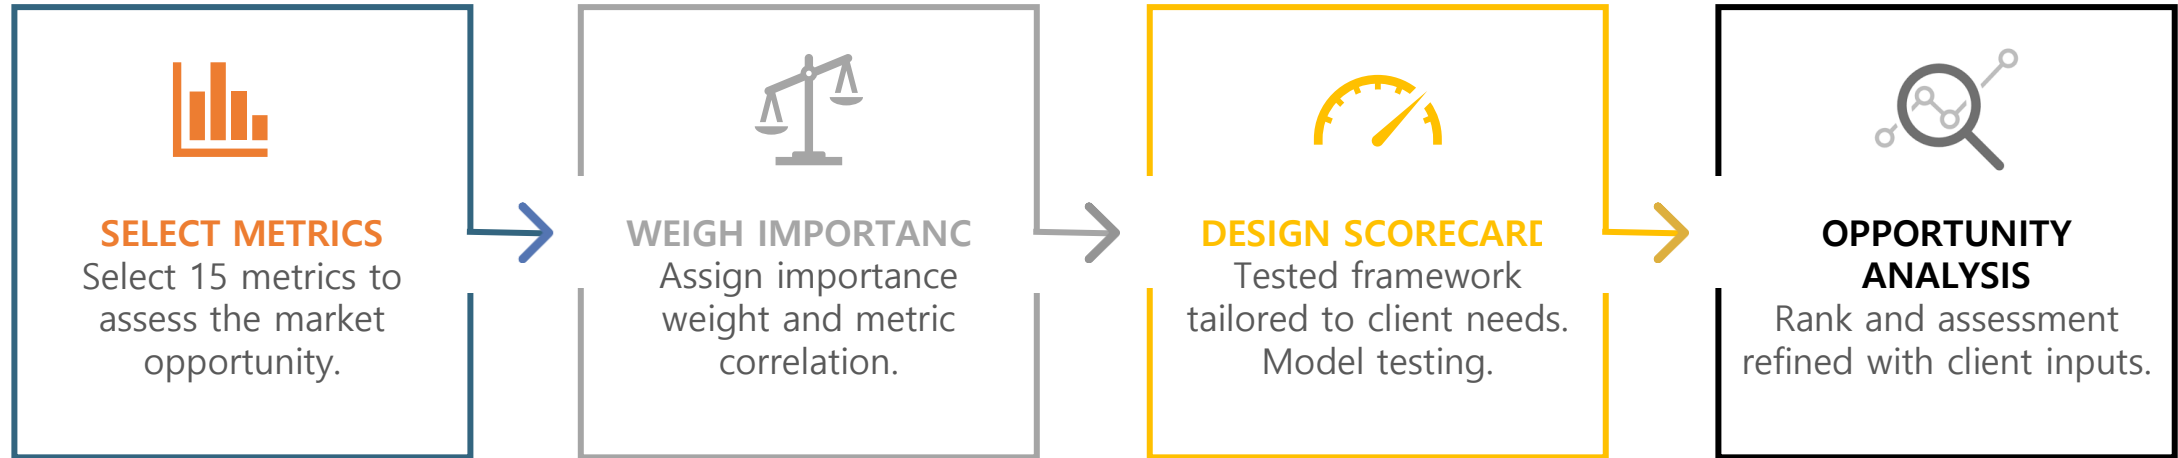 SELECT METRICS
Select 15 metrics to
assess the market
opportunity.
WEIGH IMPORTANC
Assign importance
weight and metric
correlation.
DESIGN SCORECARD
Tested framework
tailored to client needs.
Model testing.
OPPORTUNITY
ANALYSIS
Rank and assessment
refined with client inputs.